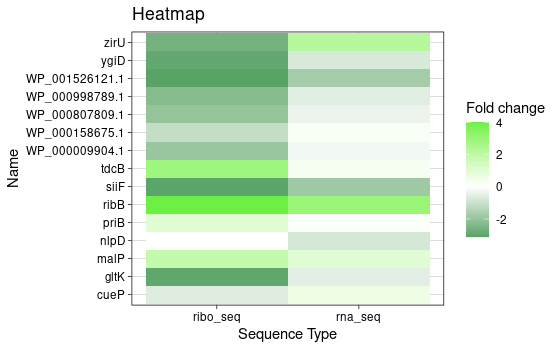 Heatmap
zirU
ygiD
WP_001526121.1
WP_000998789.1
WP_000807809.1
WP_000158675.1
WP_000009904.1
tdcB
siiF
ribB
priB
nlpD
malP
gltK
cueP
Name
ribo_seq rna_seq
Sequence Type
Fold change
4
2
0
-2